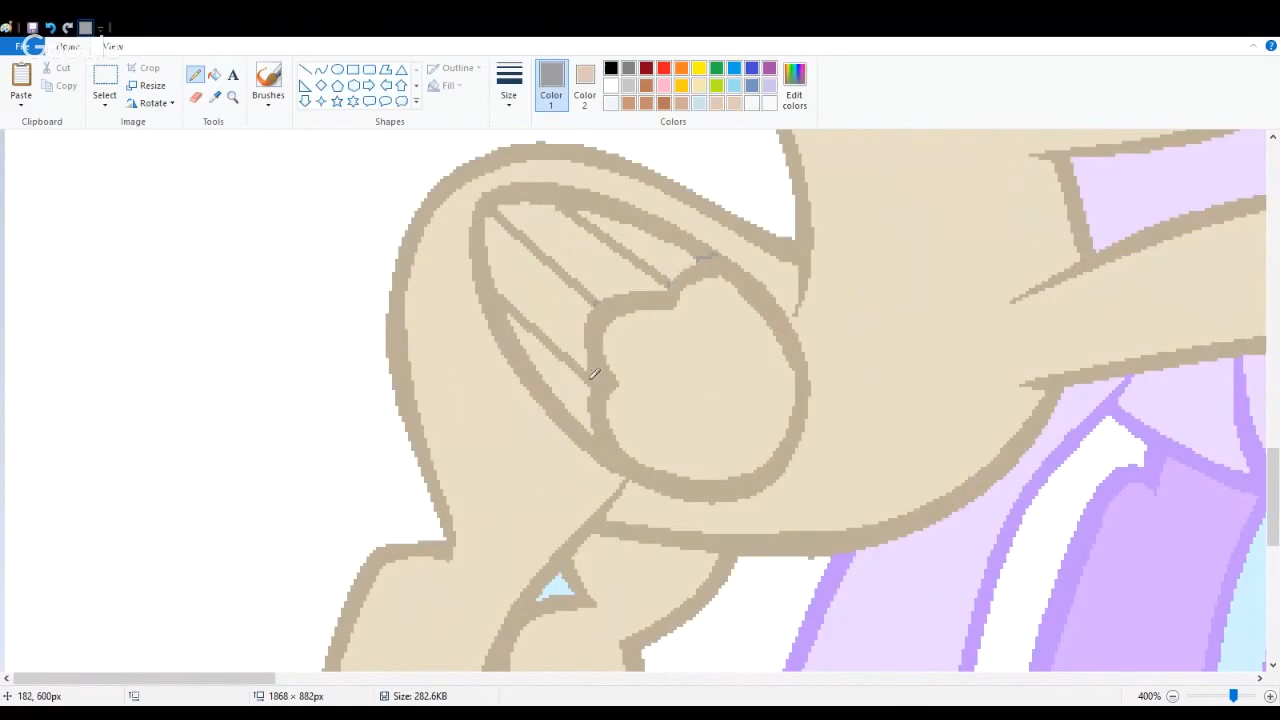 File Home View
Paste
Cut
Copy
Clipboard
Select
Crop
Resize
Rotate
Image
A
Tools
Brushes
Outline
Fill
Shapes
Size
Color 1
Color 2
Edit colors
Colors
182, 600px
1868 × 882px
Size: 282.6KB
400%